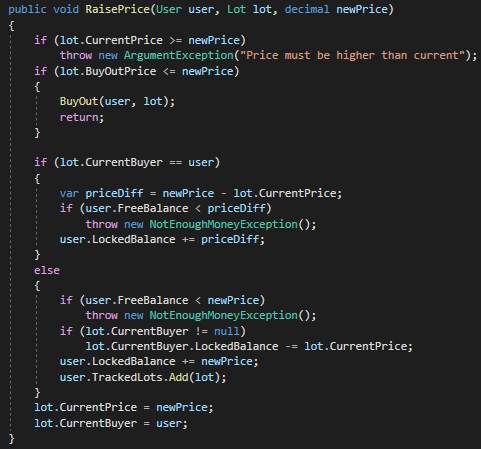 public void RaisePrice(User user, Lot lot, decimal newPrice)
{
if (lot.CurrentPrice >= newPrice)
throw new ArgumentException("Price must be higher than current");
if (lot.BuyOutPrice <= newPrice)
{
BuyOut(user, lot);
return;
}
if (lot.CurrentBuyer == user)
{
var priceDiff = newPrice - lot.CurrentPrice;
if (user.FreeBalance < priceDiff)
throw new NotEnoughMoneyException();
user.LockedBalance += priceDiff;
}
else
{
if (user.FreeBalance < newPrice)
throw new NotEnoughMoneyException();
if (lot.CurrentBuyer != null)
lot.CurrentBuyer.LockedBalance -= lot.CurrentPrice;
user.LockedBalance += newPrice;
user.TrackedLots.Add(lot);
}
lot.CurrentPrice = newPrice;
lot.CurrentBuyer = user;
}